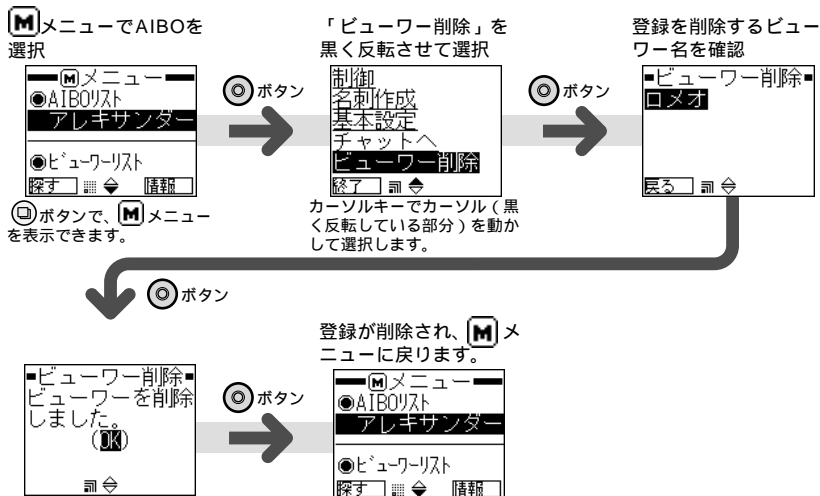 MメニューでAIBOを
選択
Mメニュー
◉AIBOリスト
アレキサンダー
◉ビューワーリスト
探す 情報
ボタンで、Mメニュー
を表示できます。
ボタン
「ビューワー削除」を
黒く反転させて選択
制御
名刺作成
基本設定
チャットへ
ビューワー削除
終了
カーソルキーでカーソル(黒
く反転している部分)を動か
して選択します。
ボタン
登録を削除するビュー
ワー名を確認
ビューワー削除
ロメオ
戻る
ボタン
ビューワー削除
ビューワーを削除
しました。
(OK)
ボタン
登録が削除され、Mメ
ニューに戻ります。
Mメニュー
◉AIBOリスト
アレキサンダー
◉ビューワーリスト
探す 情報